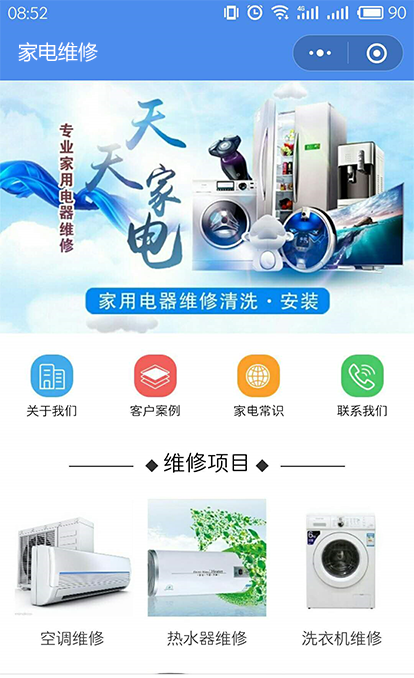 08:52
4G
90
家电维修
天天家电
专业家用电器维修
家用电器维修清洗·安装
关于我们
客户案例
家电常识
联系我们
维修项目
空调维修
热水器维修
洗衣机维修